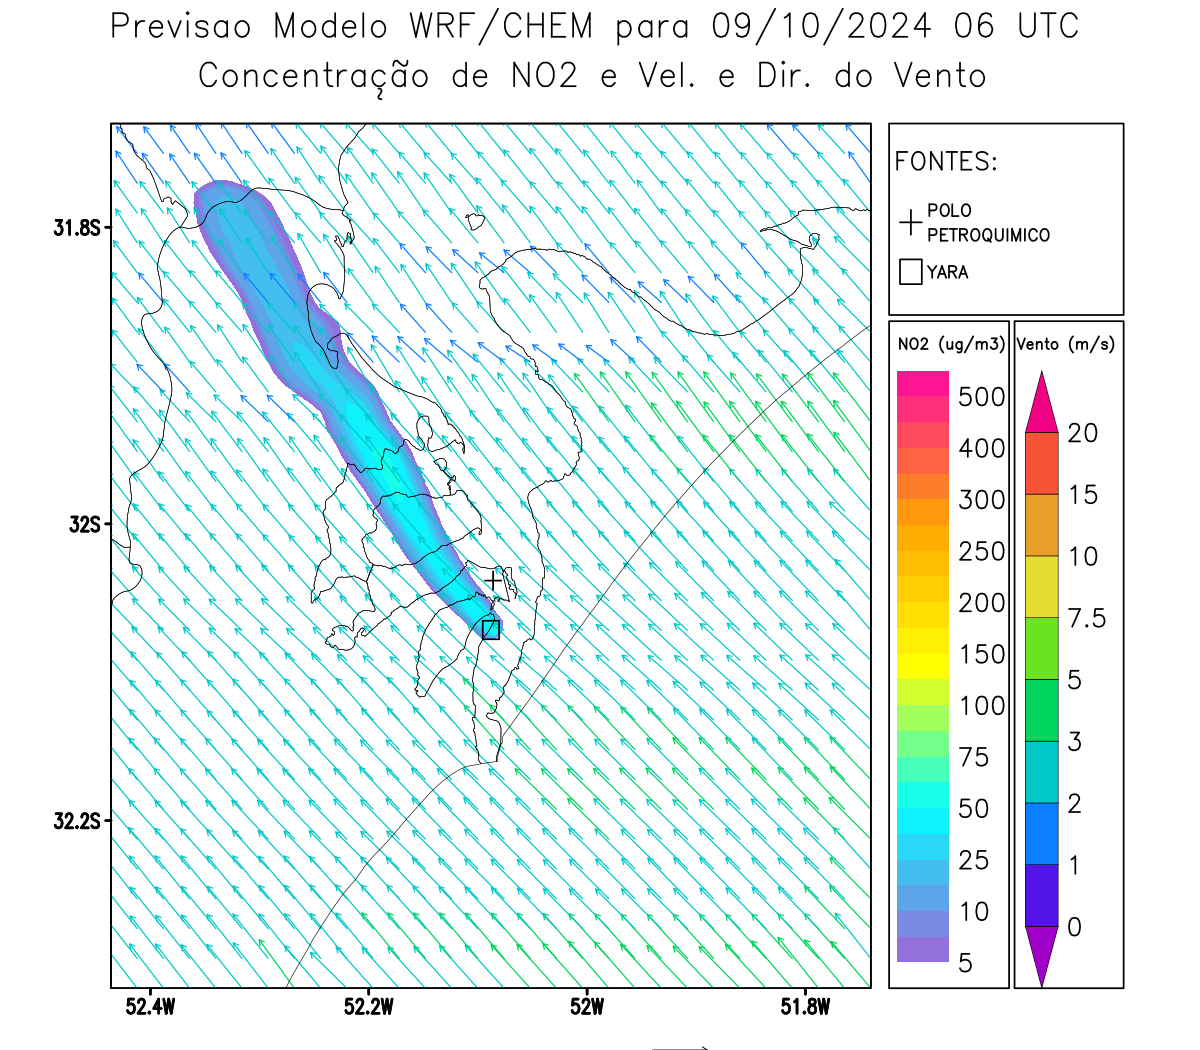 Previsao Modelo WRF/CHEM para 09/10/2024 06 UTC
Concentração de NO2 e Vel. e Dir. do Vento
FONTES:
POLO
PETROQUIMICO
YARA
NO2 (ug/m3)
500
400
300
250
200
150
100
75
50
25
10
5
Vento (m/s)
20
15
10
7.5
5
3
2
1
0
31.8S
32S
32.2S
52.4W
52.2W
52W
51.8W